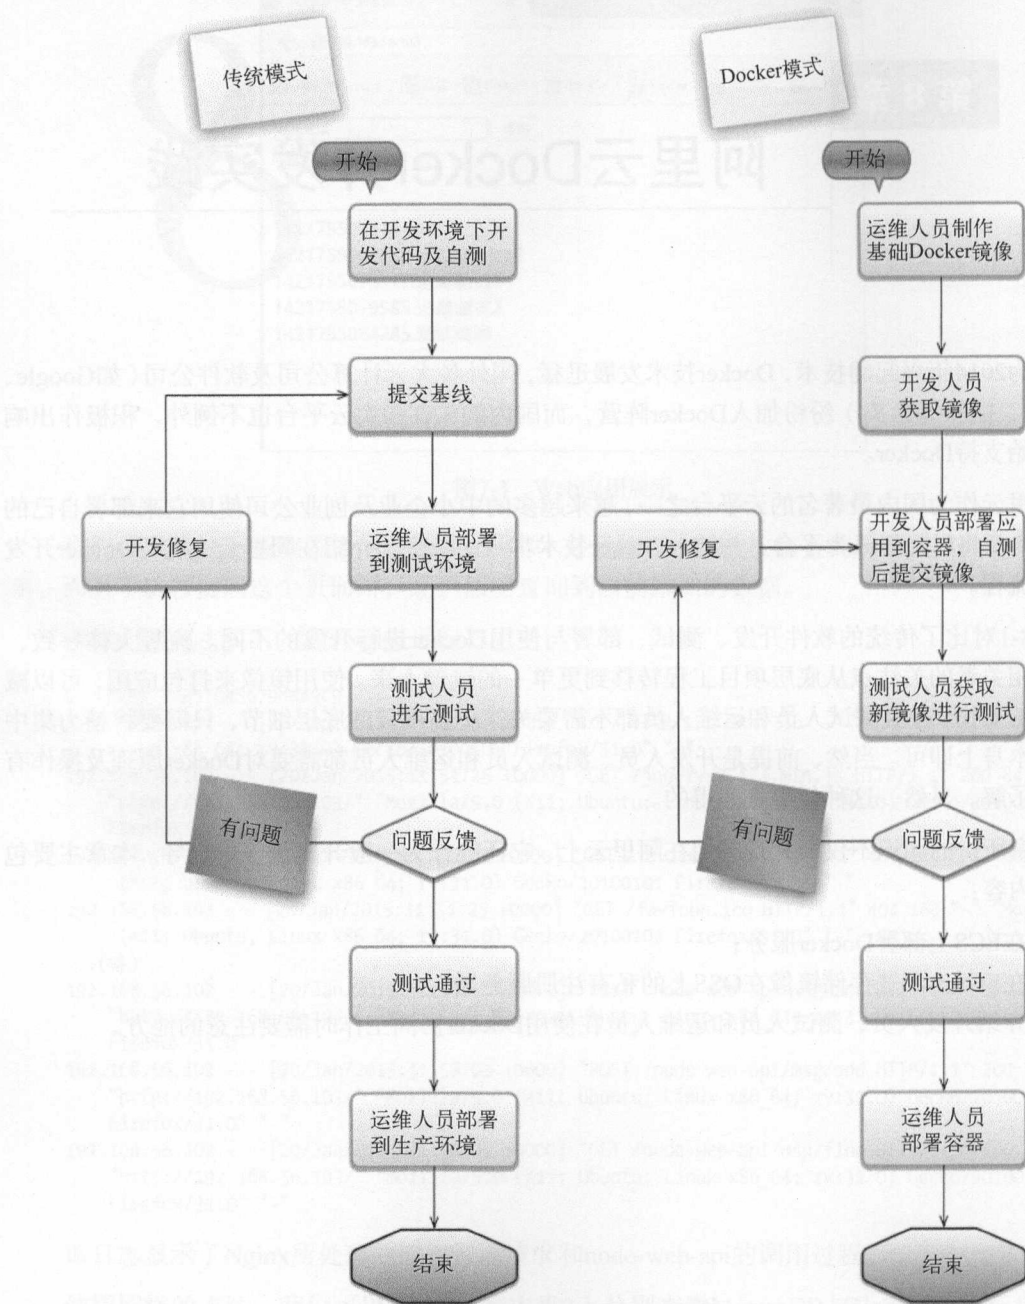 传统模式
开始
在开发环境下开
发代码及自测
提交基线
开发修复
运维人员部署
到测试环境
测试人员
进行测试
有问题
问题反馈
测试通过
运维人员部署
到生产环境
结束
Docker模式
开始
运维人员制作
基础Docker镜像
开发人员
获取镜像
开发修复
开发人员部署应
用到容器，自测
后提交镜像
测试人员获取
新镜像进行测试
有问题
问题反馈
测试通过
运维人员
部署容器
结束